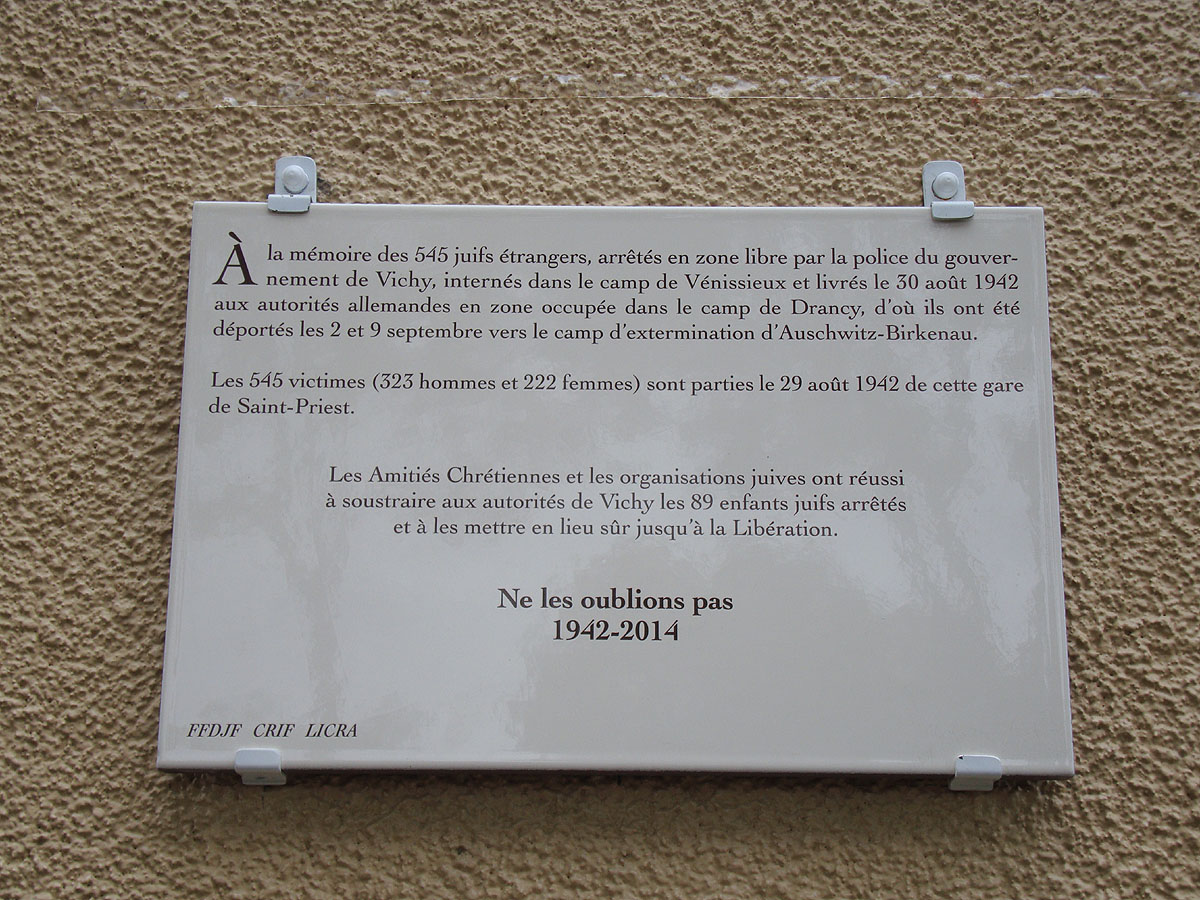 À la mémoire des 545 juifs étrangers, arrêtés en zone libre par la police du gouver-
nement de Vichy, internés dans le camp de Vénissieux et livrés le 30 août 1942
aux autorités allemandes en zone occupée dans le camp de Drancy, d'où ils ont été
déportés les 2 et 9 septembre vers le camp d'extermination d'Auschwitz-Birkenau.
Les 545 victimes (323 hommes et 222 femmes) sont parties le 29 août 1942 de cette gare
de Saint-Priest.
Les Amitiés Chrétiennes et les organisations juives ont réussi
à soustraire aux autorités de Vichy les 89 enfants juifs arrêtés
et à les mettre en lieu sûr jusqu'à la Libération.
Ne les oublions pas
1942-2014
FFDJF CRIF LICRA